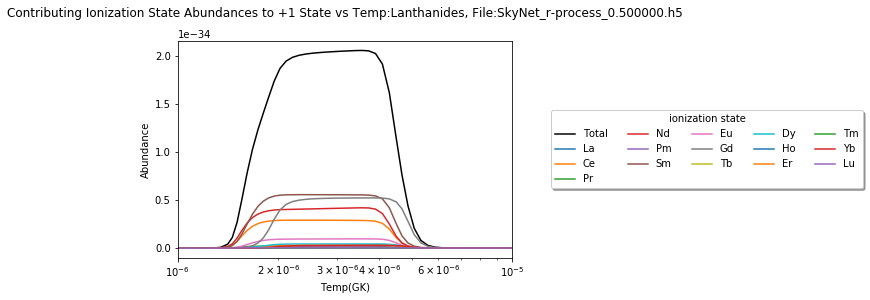 Contributing Ionization State Abundances to +1 State vs Temp:Lanthanides, File:SkyNet_r-process_0.500000.h5
1e−34
2.0
1.5
1.0
0.5
0.0
Abundance
10^{-6}
2 × 10^{-6}
3 × 10^{-6}
4 × 10^{-6}
6 × 10^{-6}
10^{-5}
Temp(GK)
ionization state
Total Nd Eu Dy Tm
La Pm Gd Ho Yb
Ce Sm Tb Er Lu
Pr